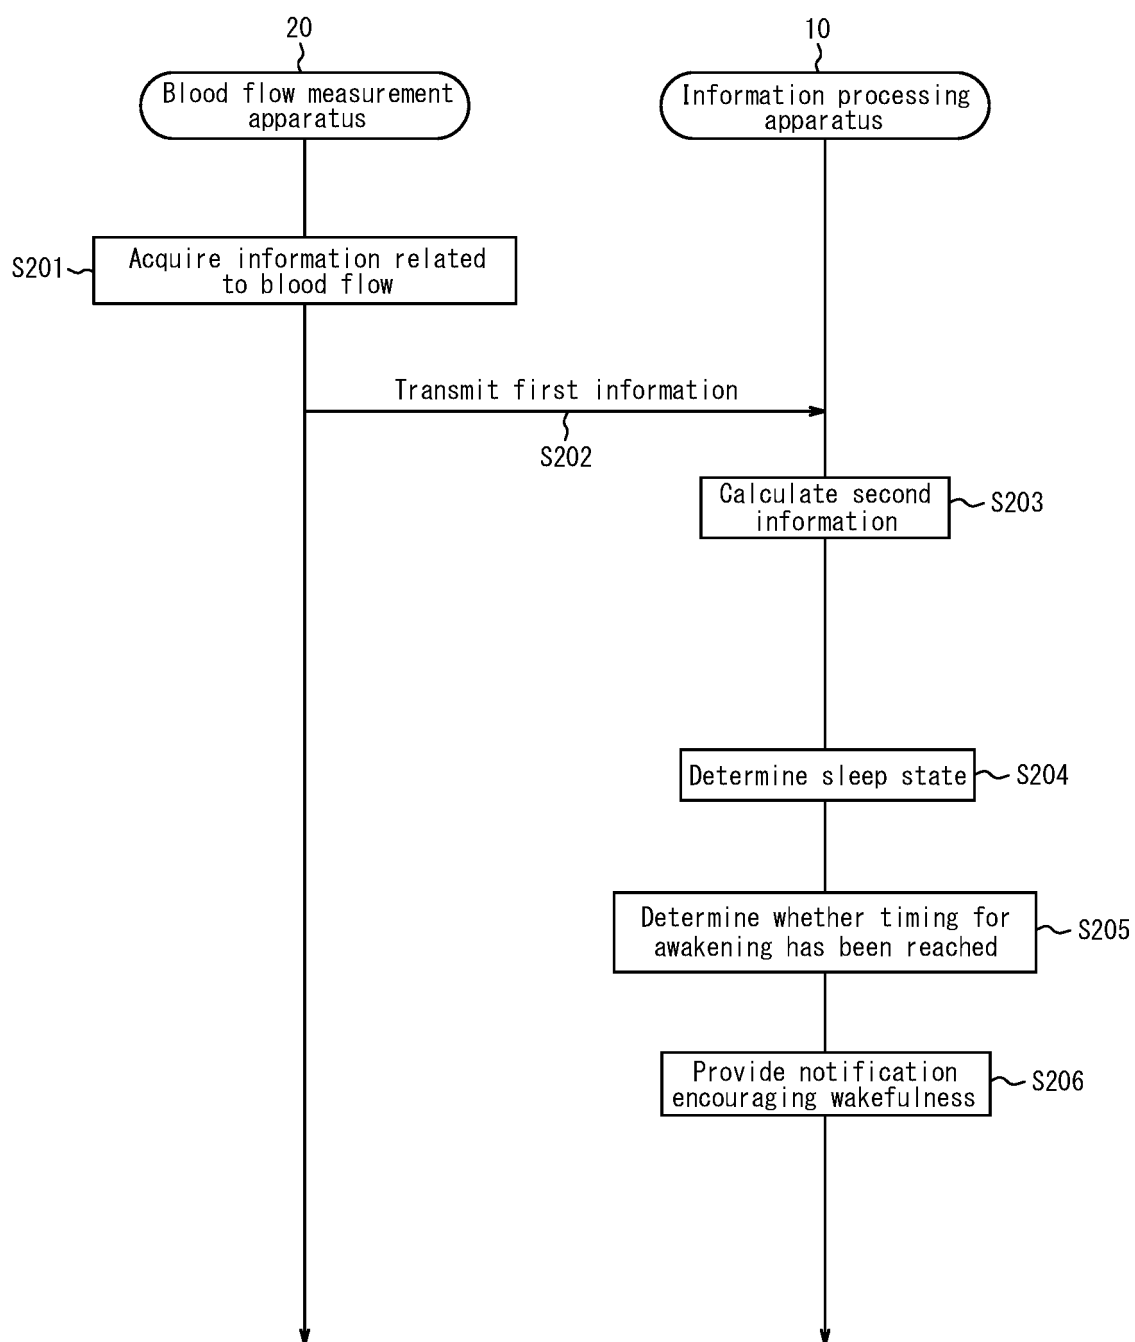 20
10
Blood flow measurement
apparatus
Information processing
apparatus
S201
Acquire information related
to blood flow
Transmit first information
S202
Calculate second
information
S203
Determine sleep state
S204
Determine whether timing for
awakening has been reached
S205
Provide notification
encouraging wakefulness
S206